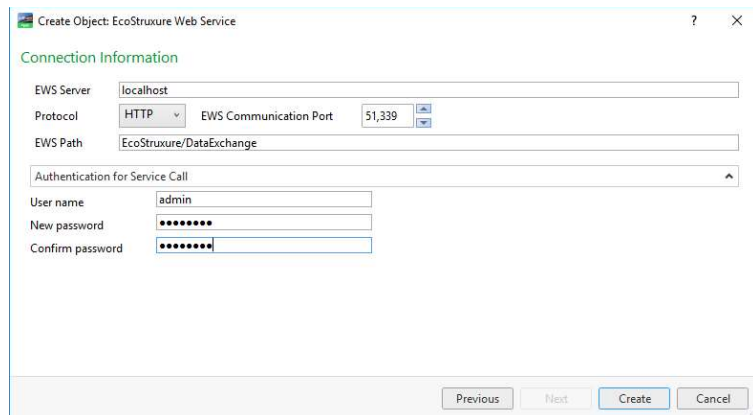 Create Object: EcoStruxure Web Service ? ×
Connection Information
EWS Server localhost
Protocol HTTP EWS Communication Port 51,339
EWS Path EcoStruxure/DataExchange
Authentication for Service Call
User name admin
New password ••••••••
Confirm password ••••••••
Previous Next Create Cancel